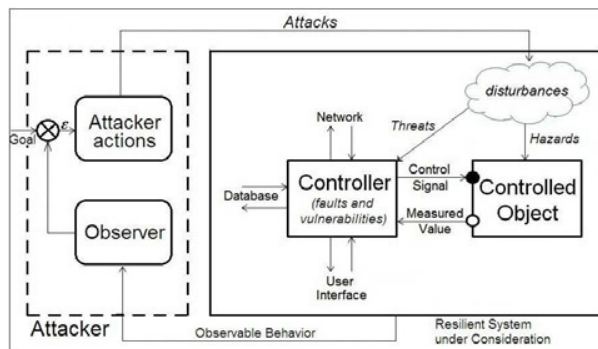 Attacks
disturbances
Goal
ε
Attacker
actions
Network
Threats
Hazards
Database
Controller
(faults and
vulnerabilities)
Control
Signal
Controlled
Object
Measured
Value
Observer
User
Interface
Attacker
Observable Behavior
Resilient System
under Consideration